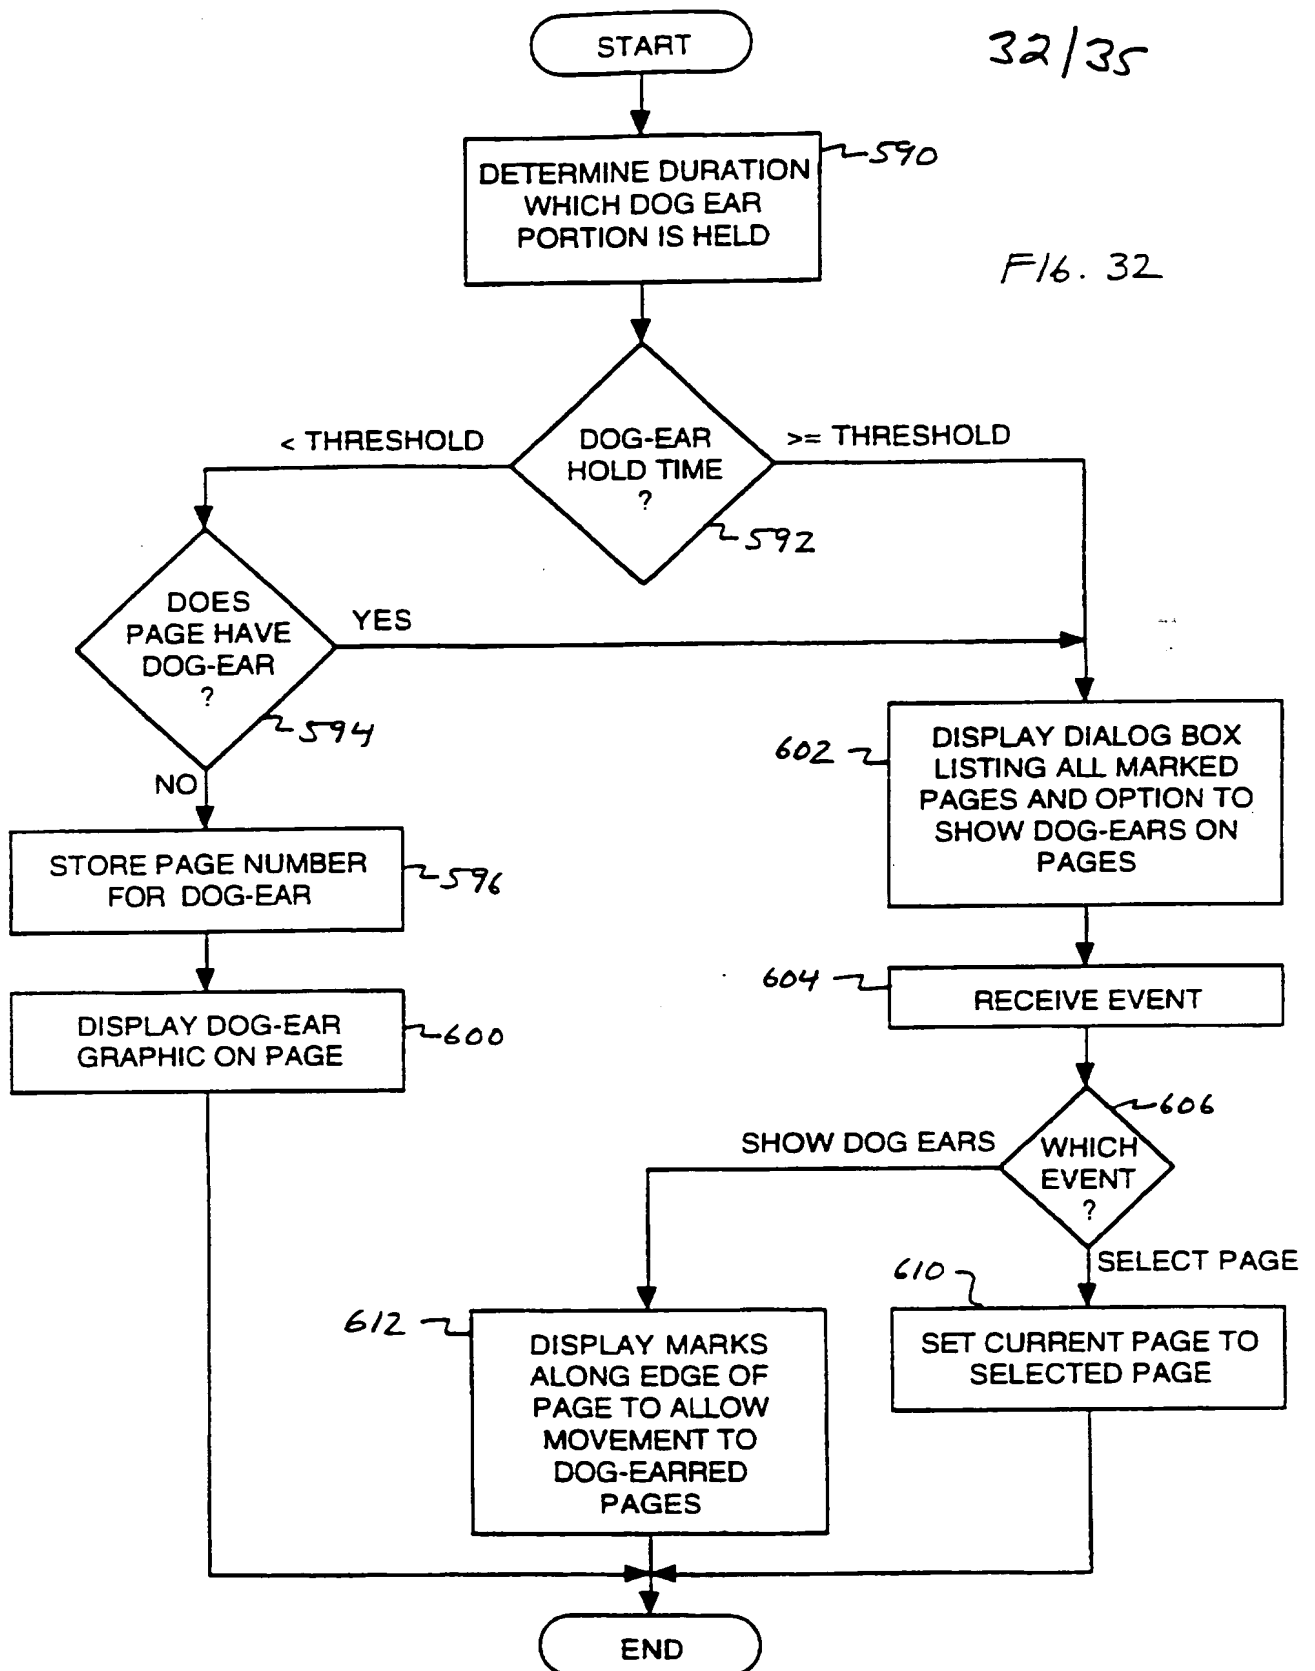 START
32/35
590
DETERMINE DURATION
WHICH DOG EAR
PORTION IS HELD
FIG. 32
< THRESHOLD
DOG-EAR
HOLD TIME
?
>= THRESHOLD
592
DOES
PAGE HAVE
DOG-EAR
?
YES
594
NO
602
DISPLAY DIALOG BOX
LISTING ALL MARKED
PAGES AND OPTION TO
SHOW DOG-EARS ON
PAGES
STORE PAGE NUMBER
FOR DOG-EAR
596
604
RECEIVE EVENT
DISPLAY DOG-EAR
GRAPHIC ON PAGE
600
606
SHOW DOG EARS
WHICH
EVENT
?
SELECT PAGE
610
612
DISPLAY MARKS
ALONG EDGE OF
PAGE TO ALLOW
MOVEMENT TO
DOG-EARRED
PAGES
SET CURRENT PAGE TO
SELECTED PAGE
END